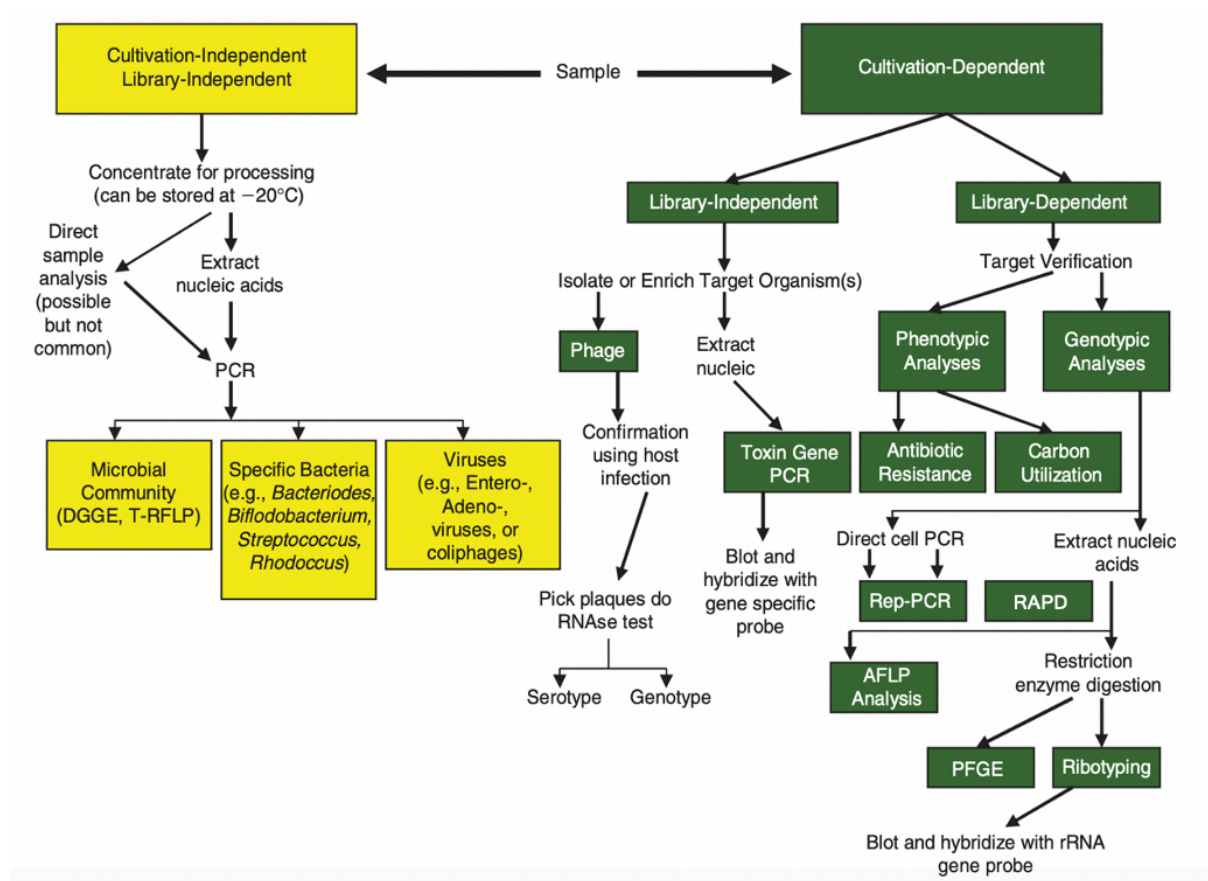 Cultivation-Independent
Library-Independent
Sample
Cultivation-Dependent
Concentrate for processing
(can be stored at −20°C)
Direct
sample
analysis
(possible
but not
common)
Extract
nucleic acids
PCR
Microbial
Community
(DGGE, T-RFLP)
Specific Bacteria
(e.g., Bacteriodes,
Biflodobacterium,
Streptococcus,
Rhodoccus)
Viruses
(e.g., Entero-,
Adeno-,
viruses, or
coliphages)
Library-Independent
Isolate or Enrich Target Organism(s)
Phage
Confirmation
using host
infection
Pick plaques do
RNAse test
Serotype
Genotype
Extract
nucleic
Toxin Gene
PCR
Blot and
hybridize with
gene specific
probe
Library-Dependent
Target Verification
Phenotypic
Analyses
Genotypic
Analyses
Antibiotic
Resistance
Carbon
Utilization
Direct cell PCR
Rep-PCR
RAPD
Extract nucleic
acids
AFLP
Analysis
Restriction
enzyme digestion
PFGE
Ribotyping
Blot and hybridize with rRNA
gene probe